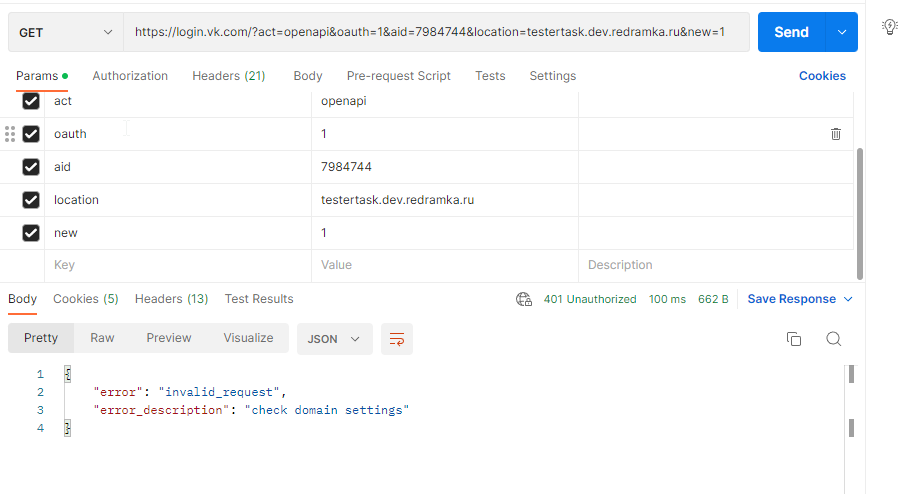 GET https://login.vk.com/?act=openapi&oauth=1&aid=7984744&location=testertask.dev.redramka.ru&new=1 Send
Params Authorization Headers (21) Body Pre-request Script Tests Settings Cookies
act openapi
oauth 1
aid 7984744
location testertask.dev.redramka.ru
new 1
Key Value Description
Body Cookies (5) Headers (13) Test Results 401 Unauthorized 100 ms 662 B Save Response
Pretty Raw Preview Visualize JSON
1 {
2 "error": "invalid_request",
3 "error_description": "check domain settings"
4 }